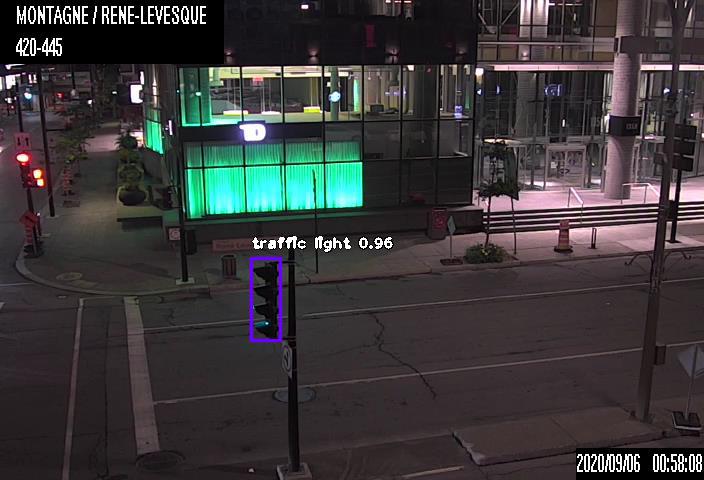 MONTAGNE / RENE-LEVESQUE
420-445
TD
traffic light 0.96
2020/09/06 00:58:08